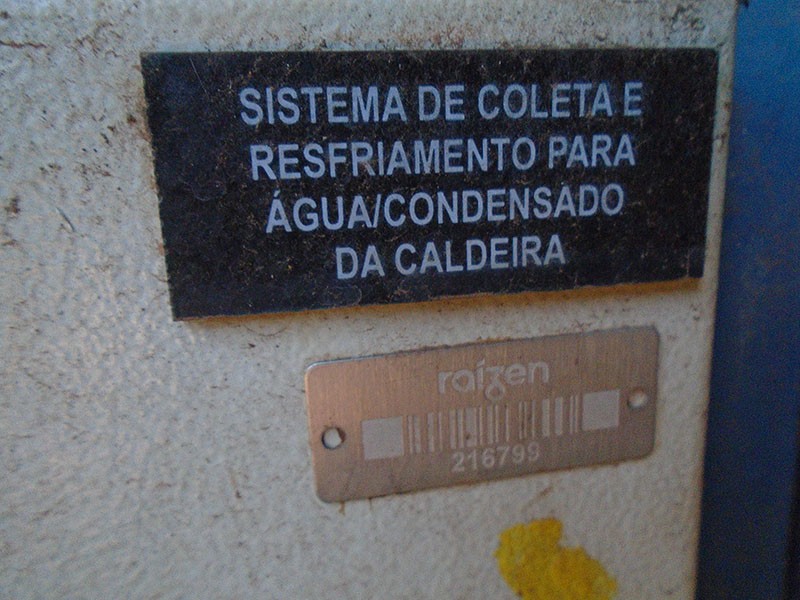 SISTEMA DE COLETA E
RESFRIAMENTO PARA
ÁGUA/CONDENSADO
DA CALDEIRA
raízen
216799